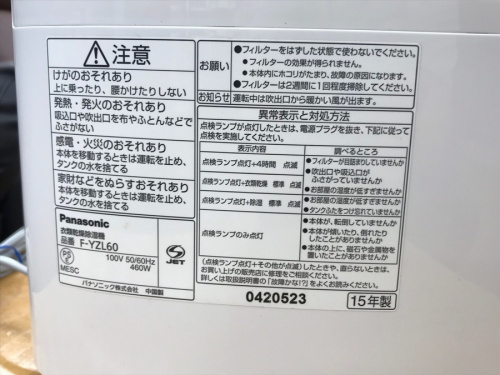 注意
けがのおそれあり
上に乗ったり、腰かけたりしない
発熱・発火のおそれあり
吸込口や吹出口を布やふとんなどで
ふさがない
感電・火災のおそれあり
本体を移動するときは運転を止め、
タンクの水を捨てる
家財などをぬらすおそれあり
本体を移動するときは運転を止め、
タンクの水を捨てる
Panasonic
衣類乾燥除湿機
品番 F-YZL60
100V 50/60Hz
460W
PS
E
MESC
JET
パナソニック株式会社 中国製
お願い
●フィルターをはずした状態で使わないでください。
•フィルターの効果が得られません。
•本体内にホコリがたまり、故障の原因になります。
●フィルターは2週間に1回程度掃除してください。
お知らせ 運転中は吹出口から暖かい風が出ます。
異常表示と対処方法
点検ランプが点灯したときは、電源プラグを抜き、下記に従って
点検を実施してください。
表示内容 調べるところ
点検ランプ点灯+4時間 点滅
●フィルターが目詰まりしていませんか
●吹出口や吸込口が
ふさがれていませんか
点検ランプ点灯+衣類乾燥 標準 点滅
●お部屋の温度が低すぎませんか
点検ランプ点灯+除湿 標準 点滅
●お部屋の温度が低すぎませんか
●タンクふたをつけ忘れていませんか
点検ランプのみ点灯
●本体が、転倒していませんか
●本体が傾いたり、倒れたり
したことがありませんか
●本体の上に、磁石や金属物を
置いたことがありませんか
(点検ランプ点灯+その他が点滅)したときは、
お買い上げの販売店に修理をご相談ください。
詳しくは取扱説明書の「故障かな!?」をよくお読みください。
0420523
15年製